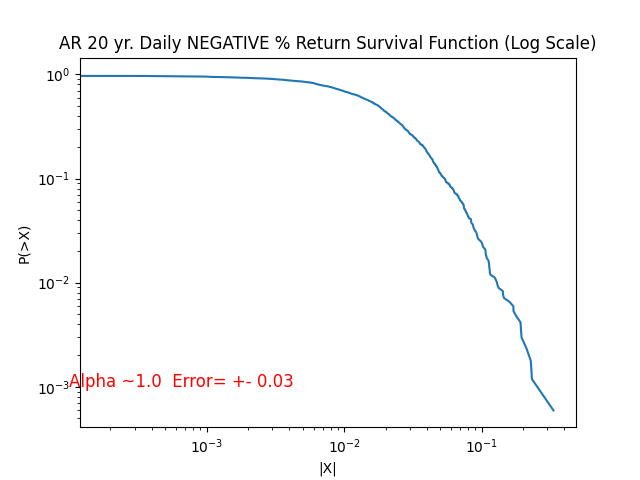 AR 20 yr. Daily NEGATIVE % Return Survival Function (Log Scale)
10^0
10^-1
10^-2
10^-3
P(>X)
Alpha ~1.0 Error= +- 0.03
10^-3
10^-2
10^-1
|X|